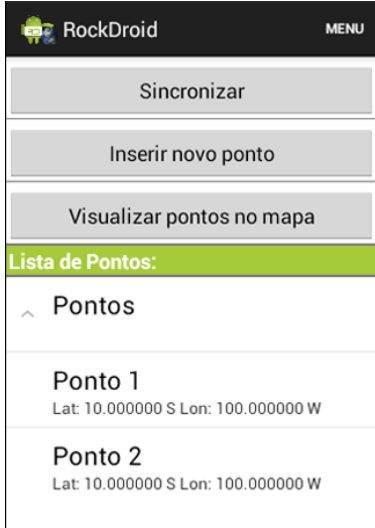 RockDroid MENU
Sincronizar
Inserir novo ponto
Visualizar pontos no mapa
Lista de Pontos:
Pontos
Ponto 1
Lat: 10.000000 S Lon: 100.000000 W
Ponto 2
Lat: 10.000000 S Lon: 100.000000 W